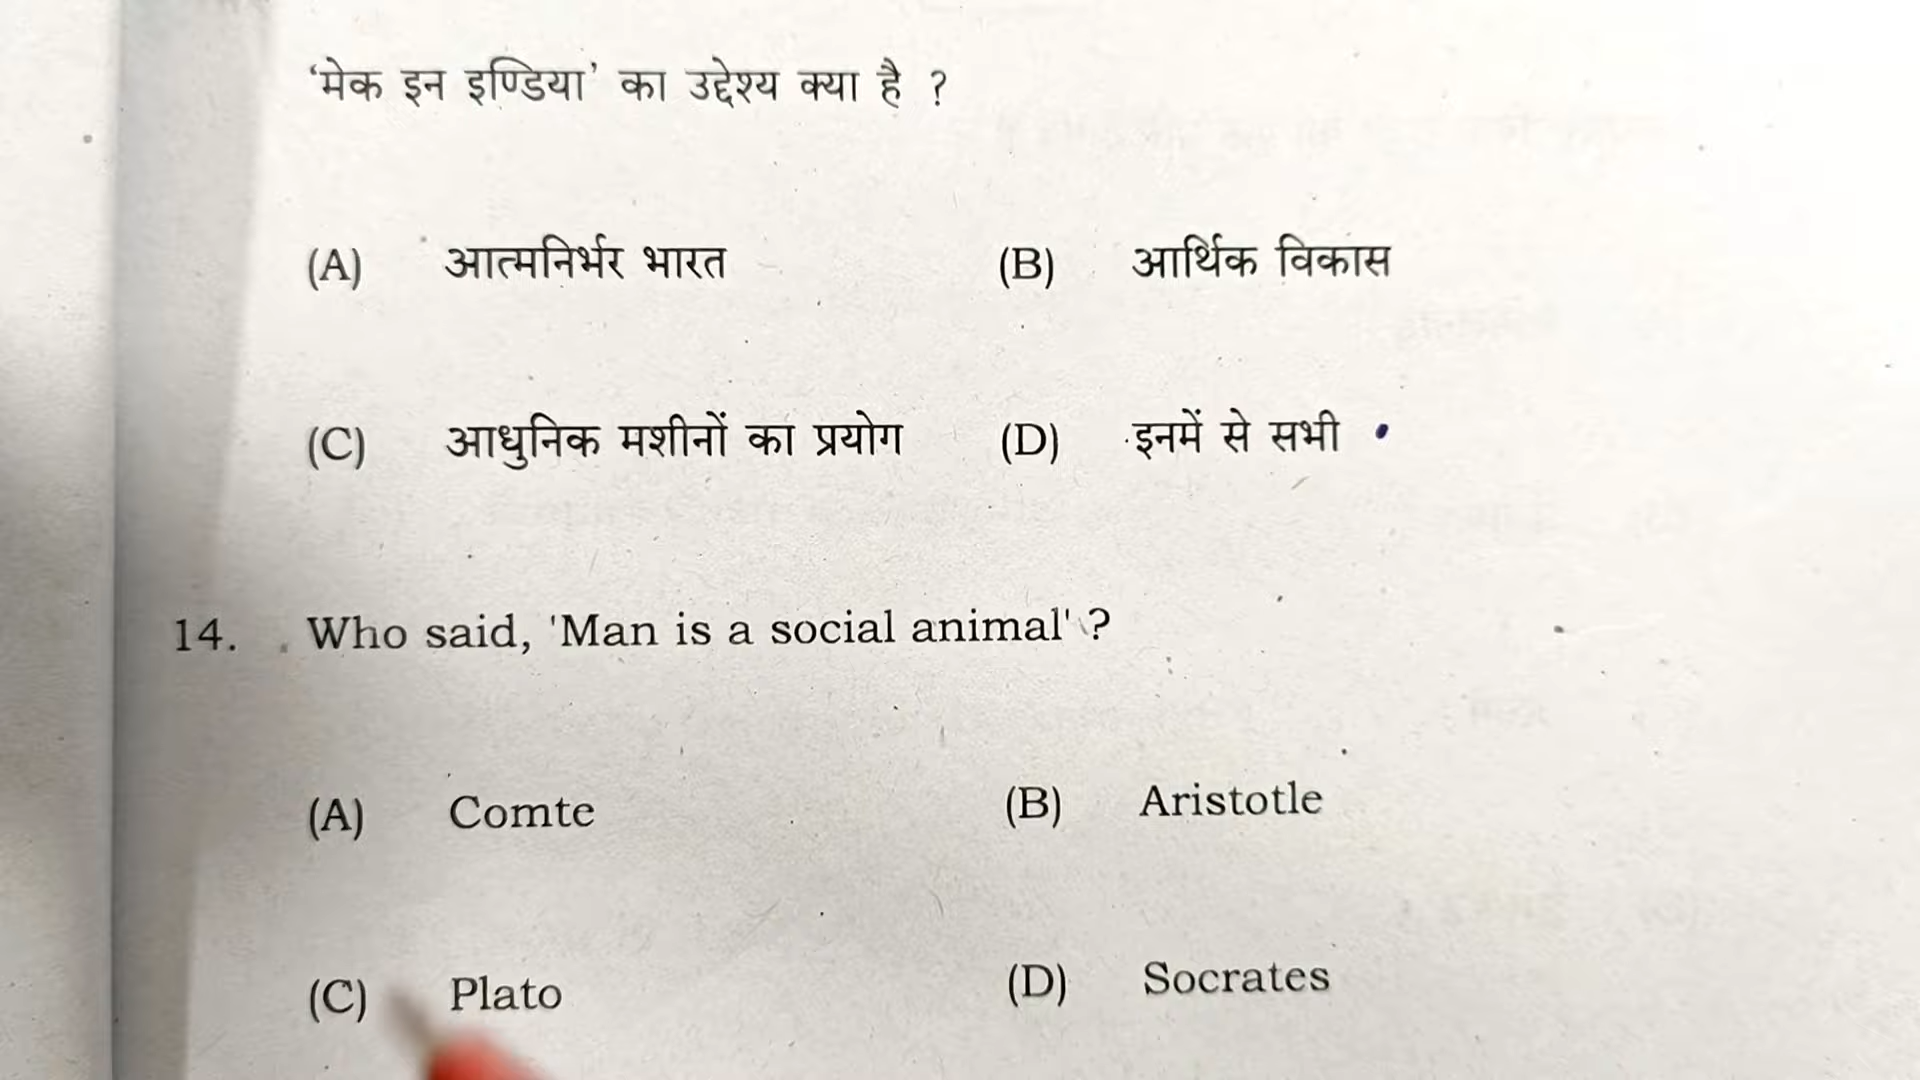 ‘मेक इन इण्डिया’ का उद्देश्य क्या है ?
(A) आत्मनिर्भर भारत (B) आर्थिक विकास
(C) आधुनिक मशीनों का प्रयोग (D) इनमें से सभी
14. Who said, 'Man is a social animal' ?
(A) Comte (B) Aristotle
(C) Plato (D) Socrates